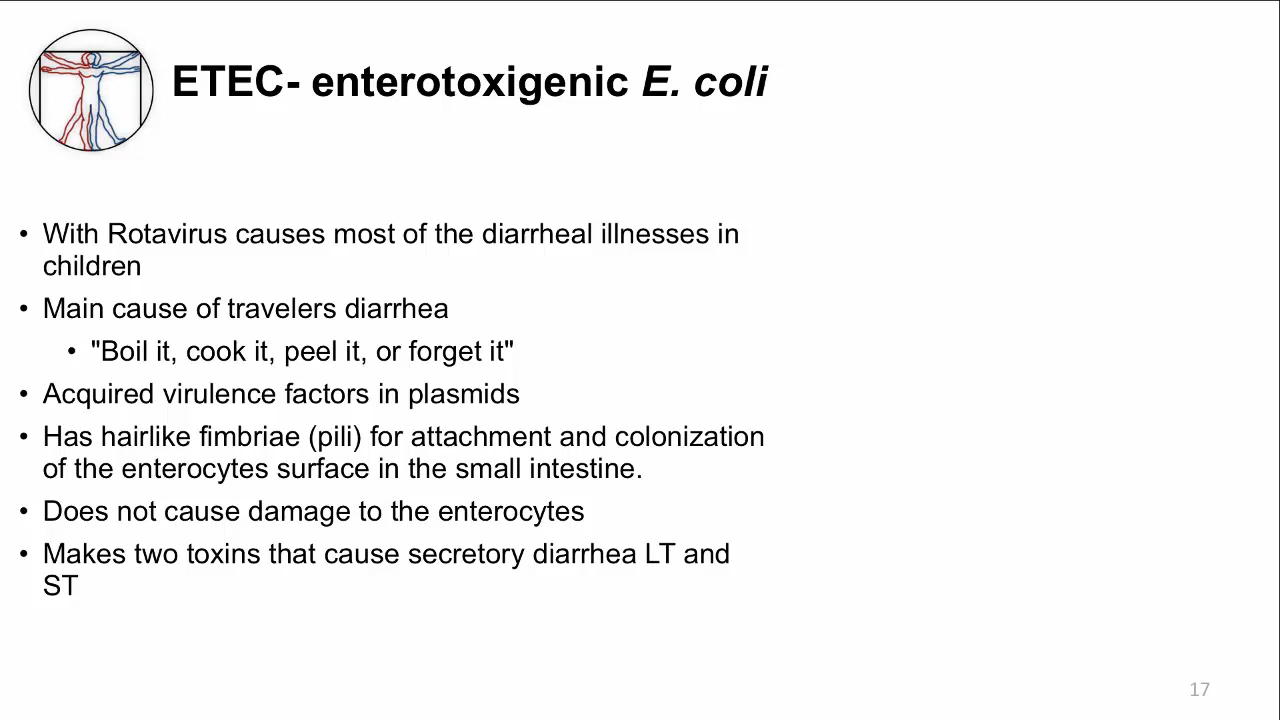 ETEC- enterotoxigenic E. coli
• With Rotavirus causes most of the diarrheal illnesses in
children
• Main cause of travelers diarrhea
• "Boil it, cook it, peel it, or forget it"
• Acquired virulence factors in plasmids
• Has hairlike fimbriae (pili) for attachment and colonization
of the enterocytes surface in the small intestine.
• Does not cause damage to the enterocytes
• Makes two toxins that cause secretory diarrhea LT and
ST
17